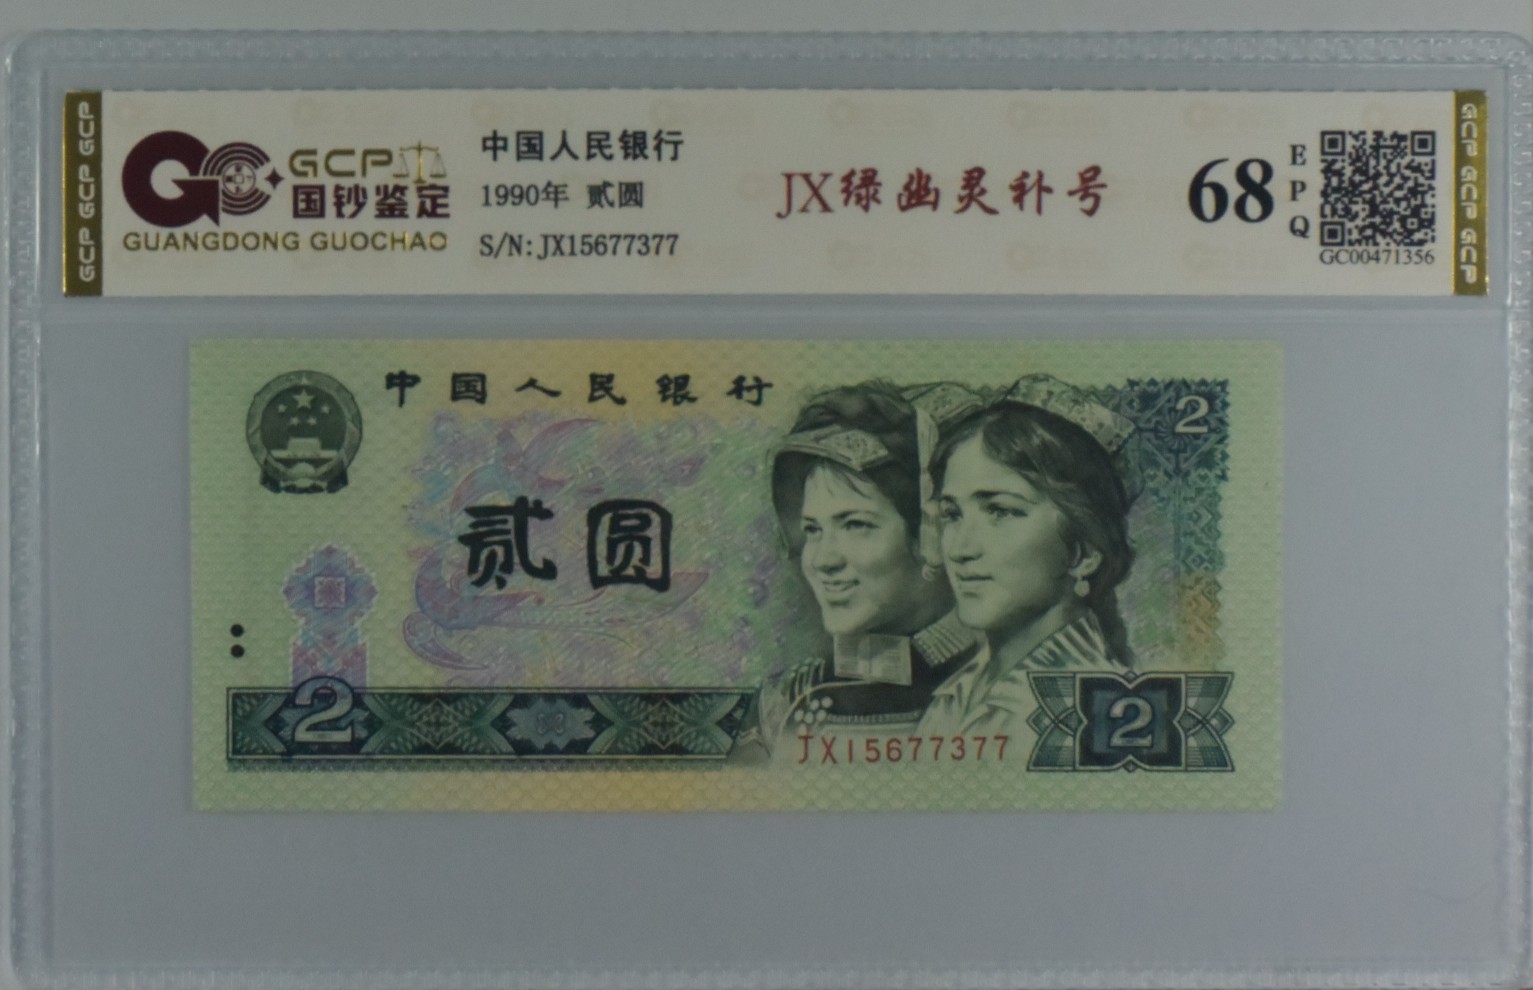 GCP GCP GCP
GCP
国钞鉴定
GUANGDONG GUOCHAO
中国人民银行
1990年 贰圆
S/N: JX15677377
JX绿幽灵补号
68
EPQ
GC00471356
GCP GCP GCP
中国人民银行
2
贰圆
2
JX15677377
2